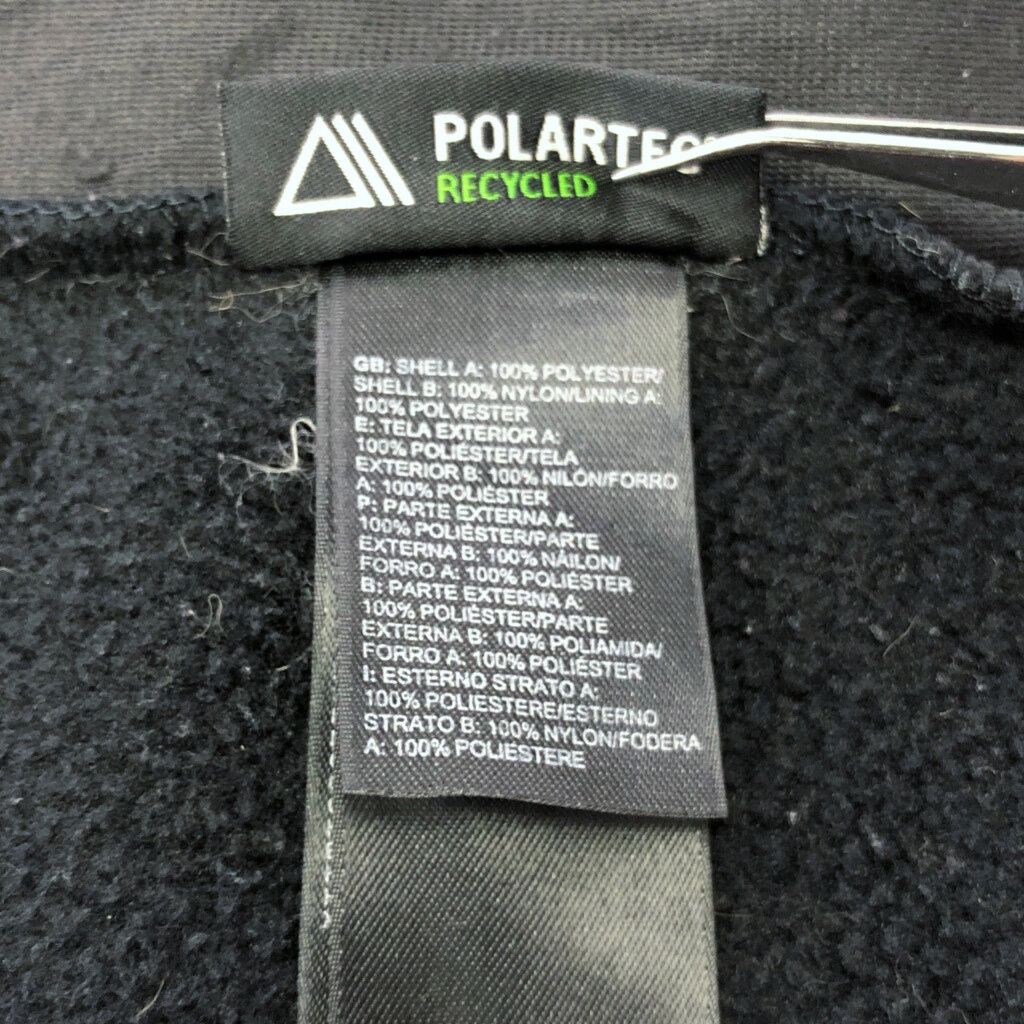 POLARTEC
RECYCLED
GB: SHELL A: 100% POLYESTER/
SHELL B: 100% NYLON/LINING A:
100% POLYESTER
E: TELA EXTERIOR A:
100% POLIÉSTER/TELA
EXTERIOR B: 100% NILÓN/FORRO
A: 100% POLIÉSTER
P: PARTE EXTERNA A:
100% POLIÉSTER/PARTE
EXTERNA B: 100% NÁILON/
FORRO A: 100% POLIÉSTER
B: PARTE EXTERNA A:
100% POLIÉSTER/PARTE
EXTERNA B: 100% POLIAMIDA/
FORRO A: 100% POLIÉSTER
I: ESTERNO STRATO A:
100% POLIESTERE/ESTERNO
STRATO B: 100% NYLON/FODERA
A: 100% POLIESTERE